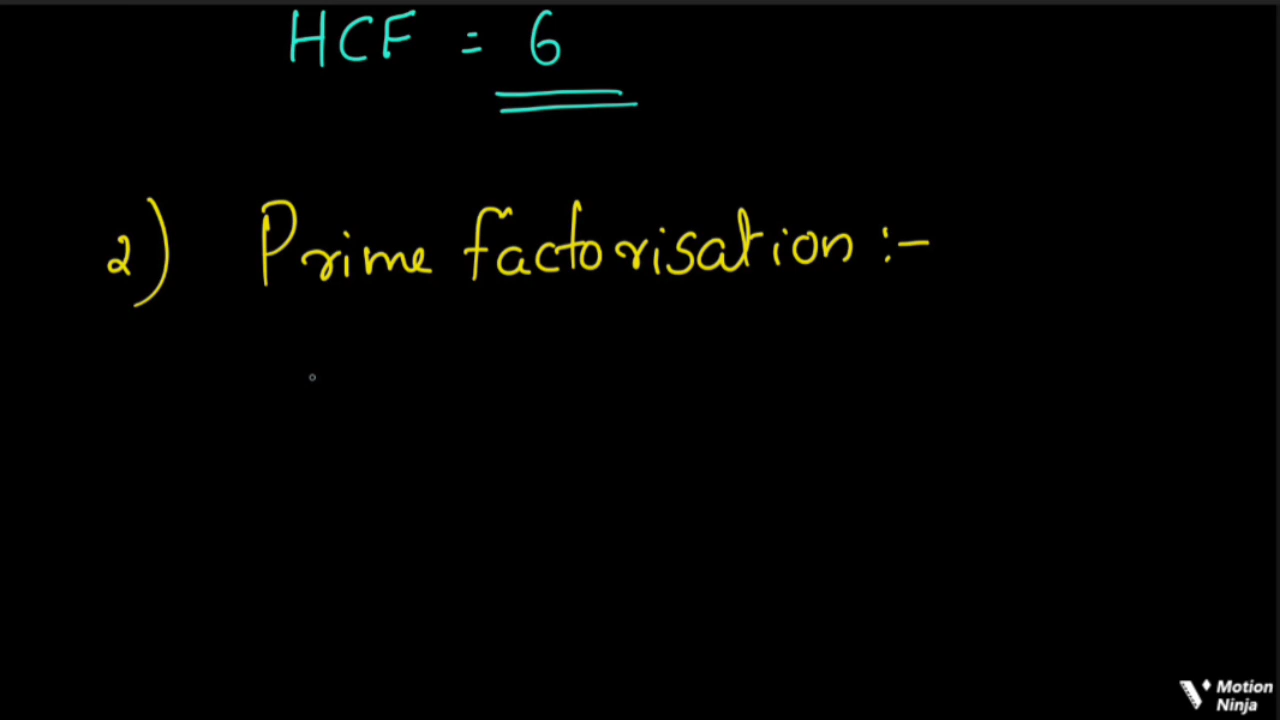 HCF = 6
2) Prime factorisation :-
Motion
Ninja